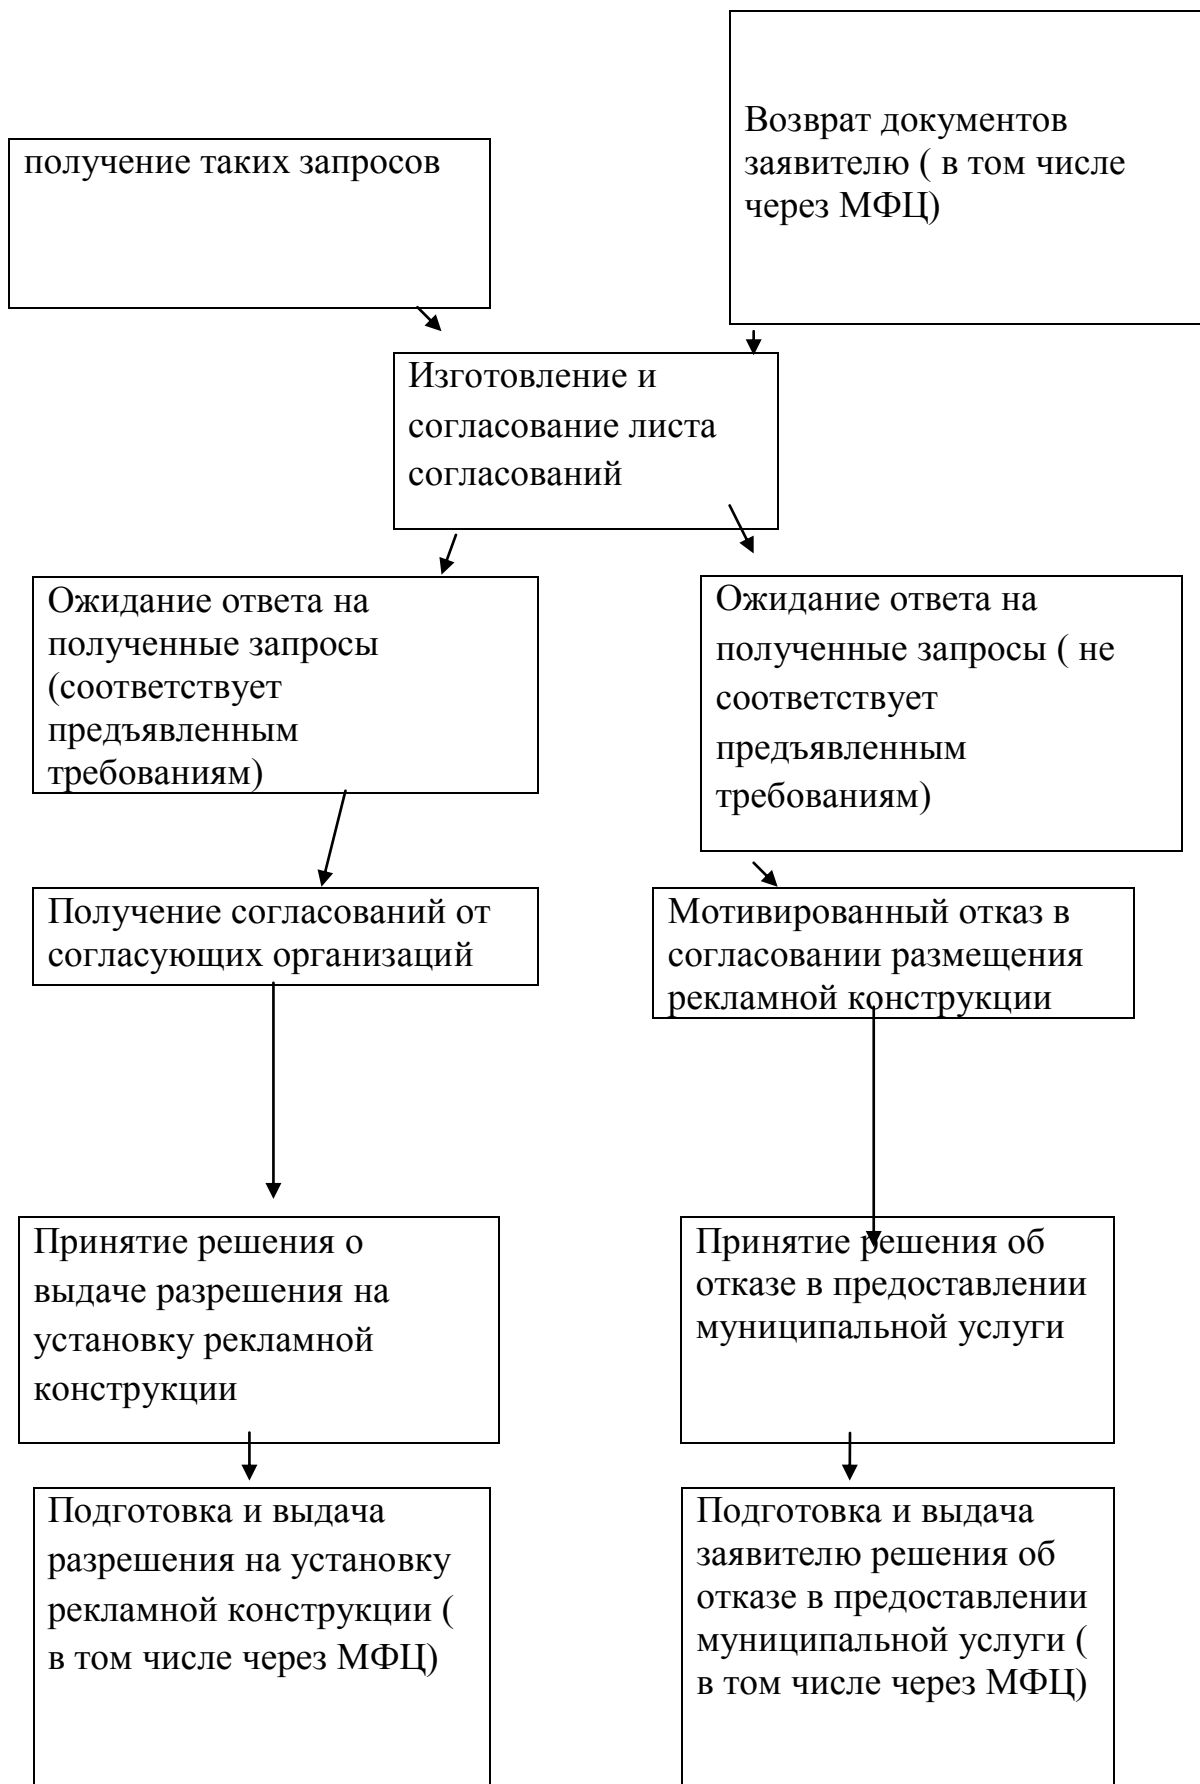 получение таких запросов
Возврат документов
заявителю ( в том числе
через МФЦ)
Изготовление и
согласование листа
согласований
Ожидание ответа на
полученные запросы
(соответствует
предъявленным
требованиям)
Ожидание ответа на
полученные запросы ( не
соответствует
предъявленным
требованиям)
Получение согласований от
согласующих организаций
Мотивированный отказ в
согласовании размещения
рекламной конструкции
Принятие решения о
выдаче разрешения на
установку рекламной
конструкции
Принятие решения об
отказе в предоставлении
муниципальной услуги
Подготовка и выдача
разрешения на установку
рекламной конструкции (
в том числе через МФЦ)
Подготовка и выдача
заявителю решения об
отказе в предоставлении
муниципальной услуги (
в том числе через МФЦ)